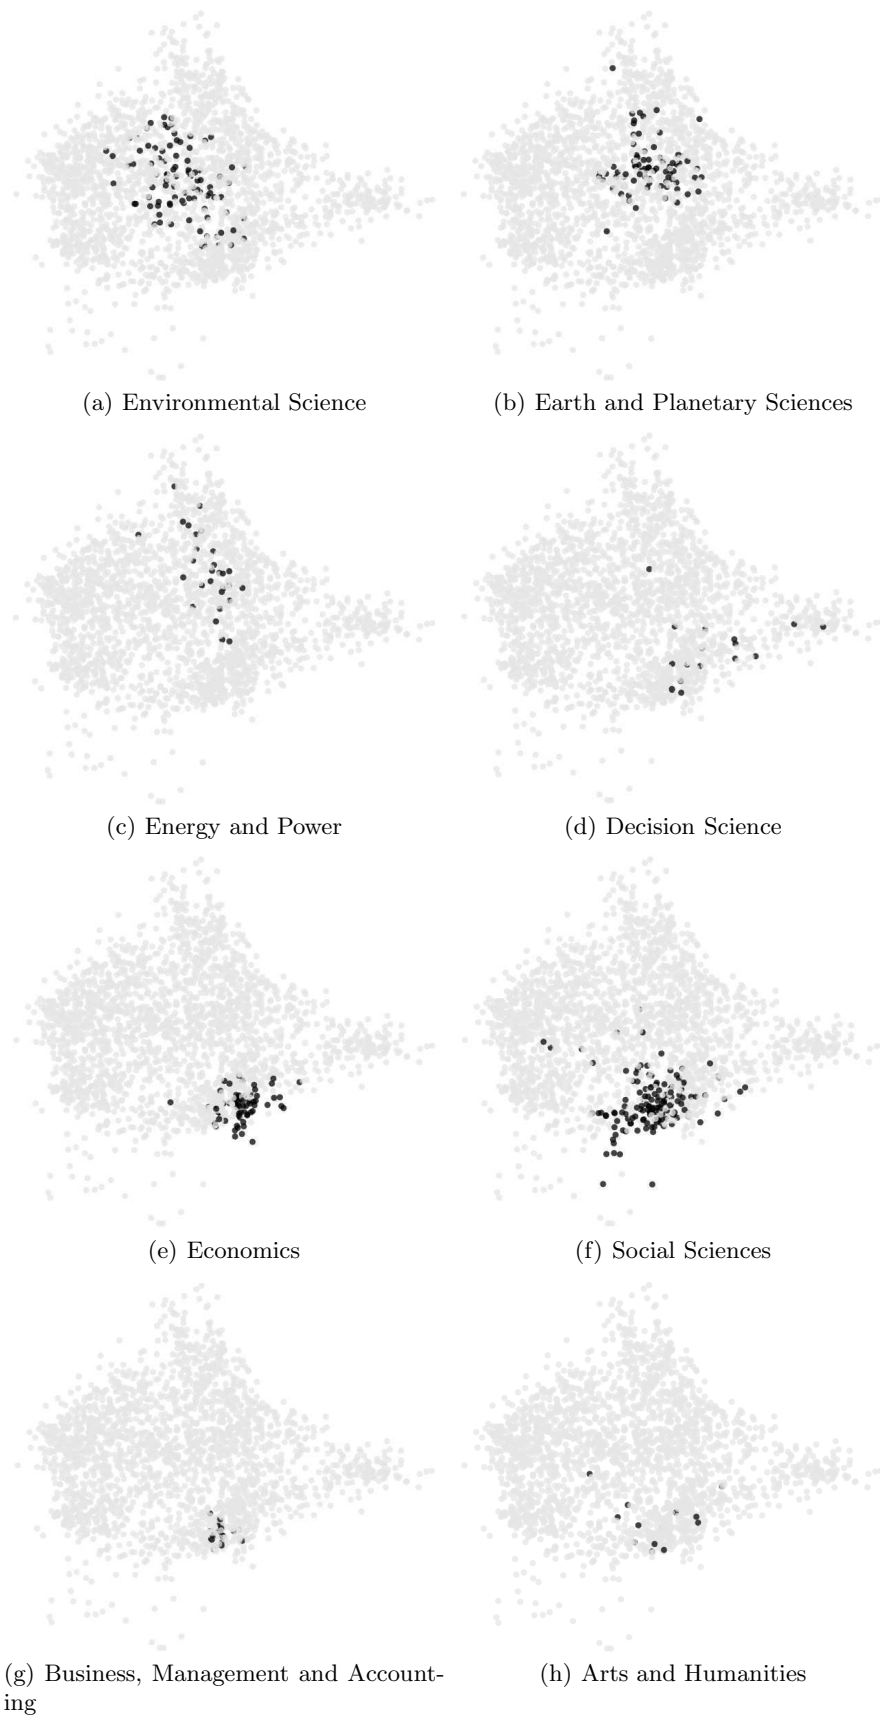 (a) Environmental Science
(b) Earth and Planetary Sciences
(c) Energy and Power
(d) Decision Science
(e) Economics
(f) Social Sciences
(g) Business, Management and Account-
ing
(h) Arts and Humanities